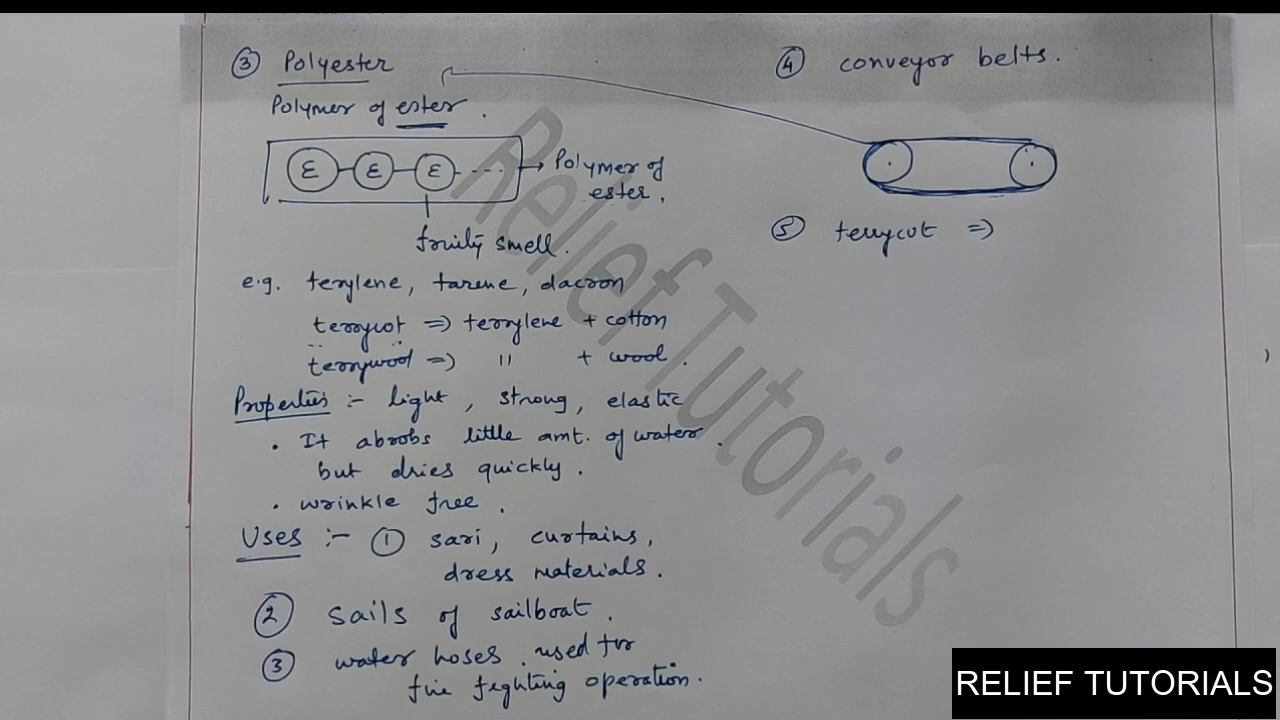 ③ Polyester
Polymer of ester.
E E E → Polymer of
ester.
fruity smell.
e.g. terylene, tarene, dacron
terrycot => terrylene + cotton
terrywool => " + wool.
Properties :- light, strong, elastic
. It abrobs little amt. of water.
but dries quickly.
. wrinkle free.
Uses :- ① sari, curtains,
dress materials.
② sails of sailboat.
③ water hoses used for
fire fighting operation.
④ conveyor belts.
⑤ terrycot =>
Relief Tutorials
RELIEF TUTORIALS